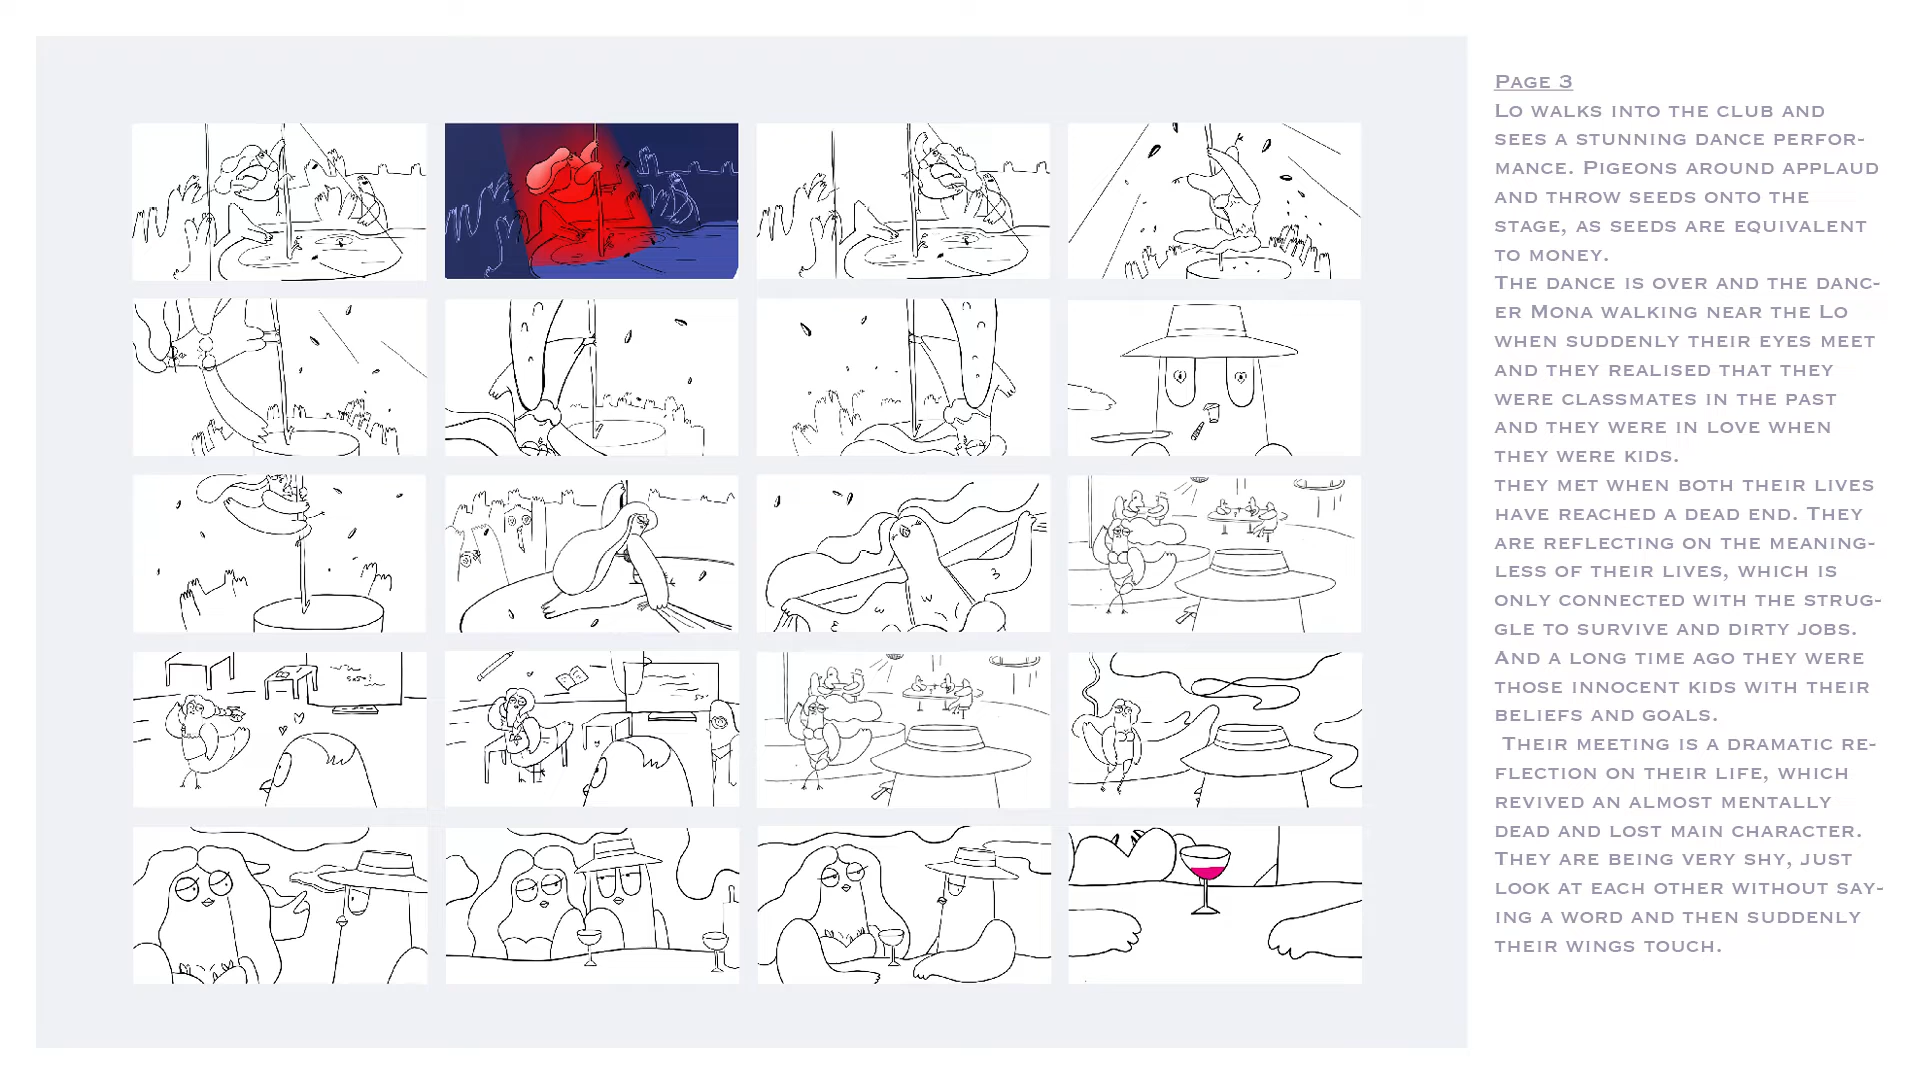 Page 3
Lo walks into the club and
sees a stunning dance perfor-
mance. Pigeons around applaud
and throw seeds onto the
stage, as seeds are equivalent
to money.
The dance is over and the danc-
er Mona walking near the Lo
when suddenly their eyes meet
and they realised that they
were classmates in the past
and they were in love when
they were kids.
they met when both their lives
have reached a dead end. They
are reflecting on the meaning-
less of their lives, which is
only connected with the strug-
gle to survive and dirty jobs.
And a long time ago they were
those innocent kids with their
beliefs and goals.
Their meeting is a dramatic re-
flection on their life, which
revived an almost mentally
dead and lost main character.
They are being very shy, just
look at each other without say-
ing a word and then suddenly
their wings touch.